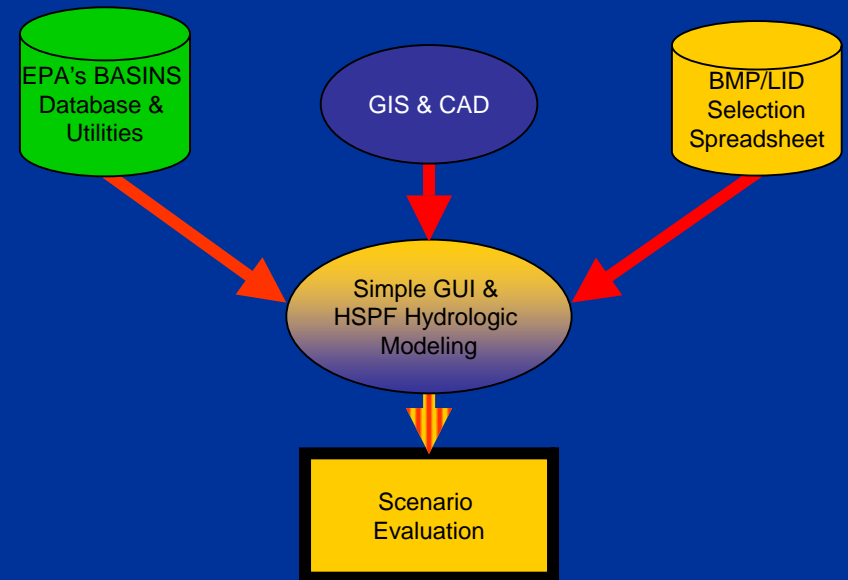 EPA's BASINS
Database &
Utilities
GIS & CAD
BMP/LID
Selection
Spreadsheet
Simple GUI &
HSPF Hydrologic
Modeling
Scenario
Evaluation